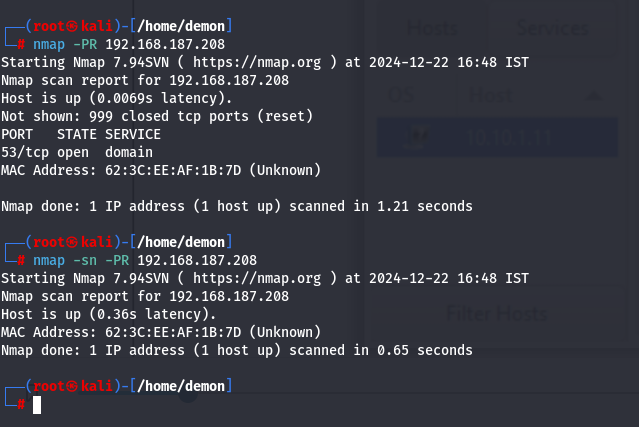 ┌──(root㉿kali)-[/home/demon]
└─# nmap -PR 192.168.187.208
Starting Nmap 7.94SVN ( https://nmap.org ) at 2024-12-22 16:48 IST
Nmap scan report for 192.168.187.208
Host is up (0.0069s latency).
Not shown: 999 closed tcp ports (reset)
PORT   STATE SERVICE
53/tcp open  domain
MAC Address: 62:3C:EE:AF:1B:7D (Unknown)
Nmap done: 1 IP address (1 host up) scanned in 1.21 seconds
┌──(root㉿kali)-[/home/demon]
└─# nmap -sn -PR 192.168.187.208
Starting Nmap 7.94SVN ( https://nmap.org ) at 2024-12-22 16:48 IST
Nmap scan report for 192.168.187.208
Host is up (0.36s latency).
MAC Address: 62:3C:EE:AF:1B:7D (Unknown)
Nmap done: 1 IP address (1 host up) scanned in 0.65 seconds
┌──(root㉿kali)-[/home/demon]
└─#
Hosts Services
OS Host
10.10.1.11
Filter Hosts